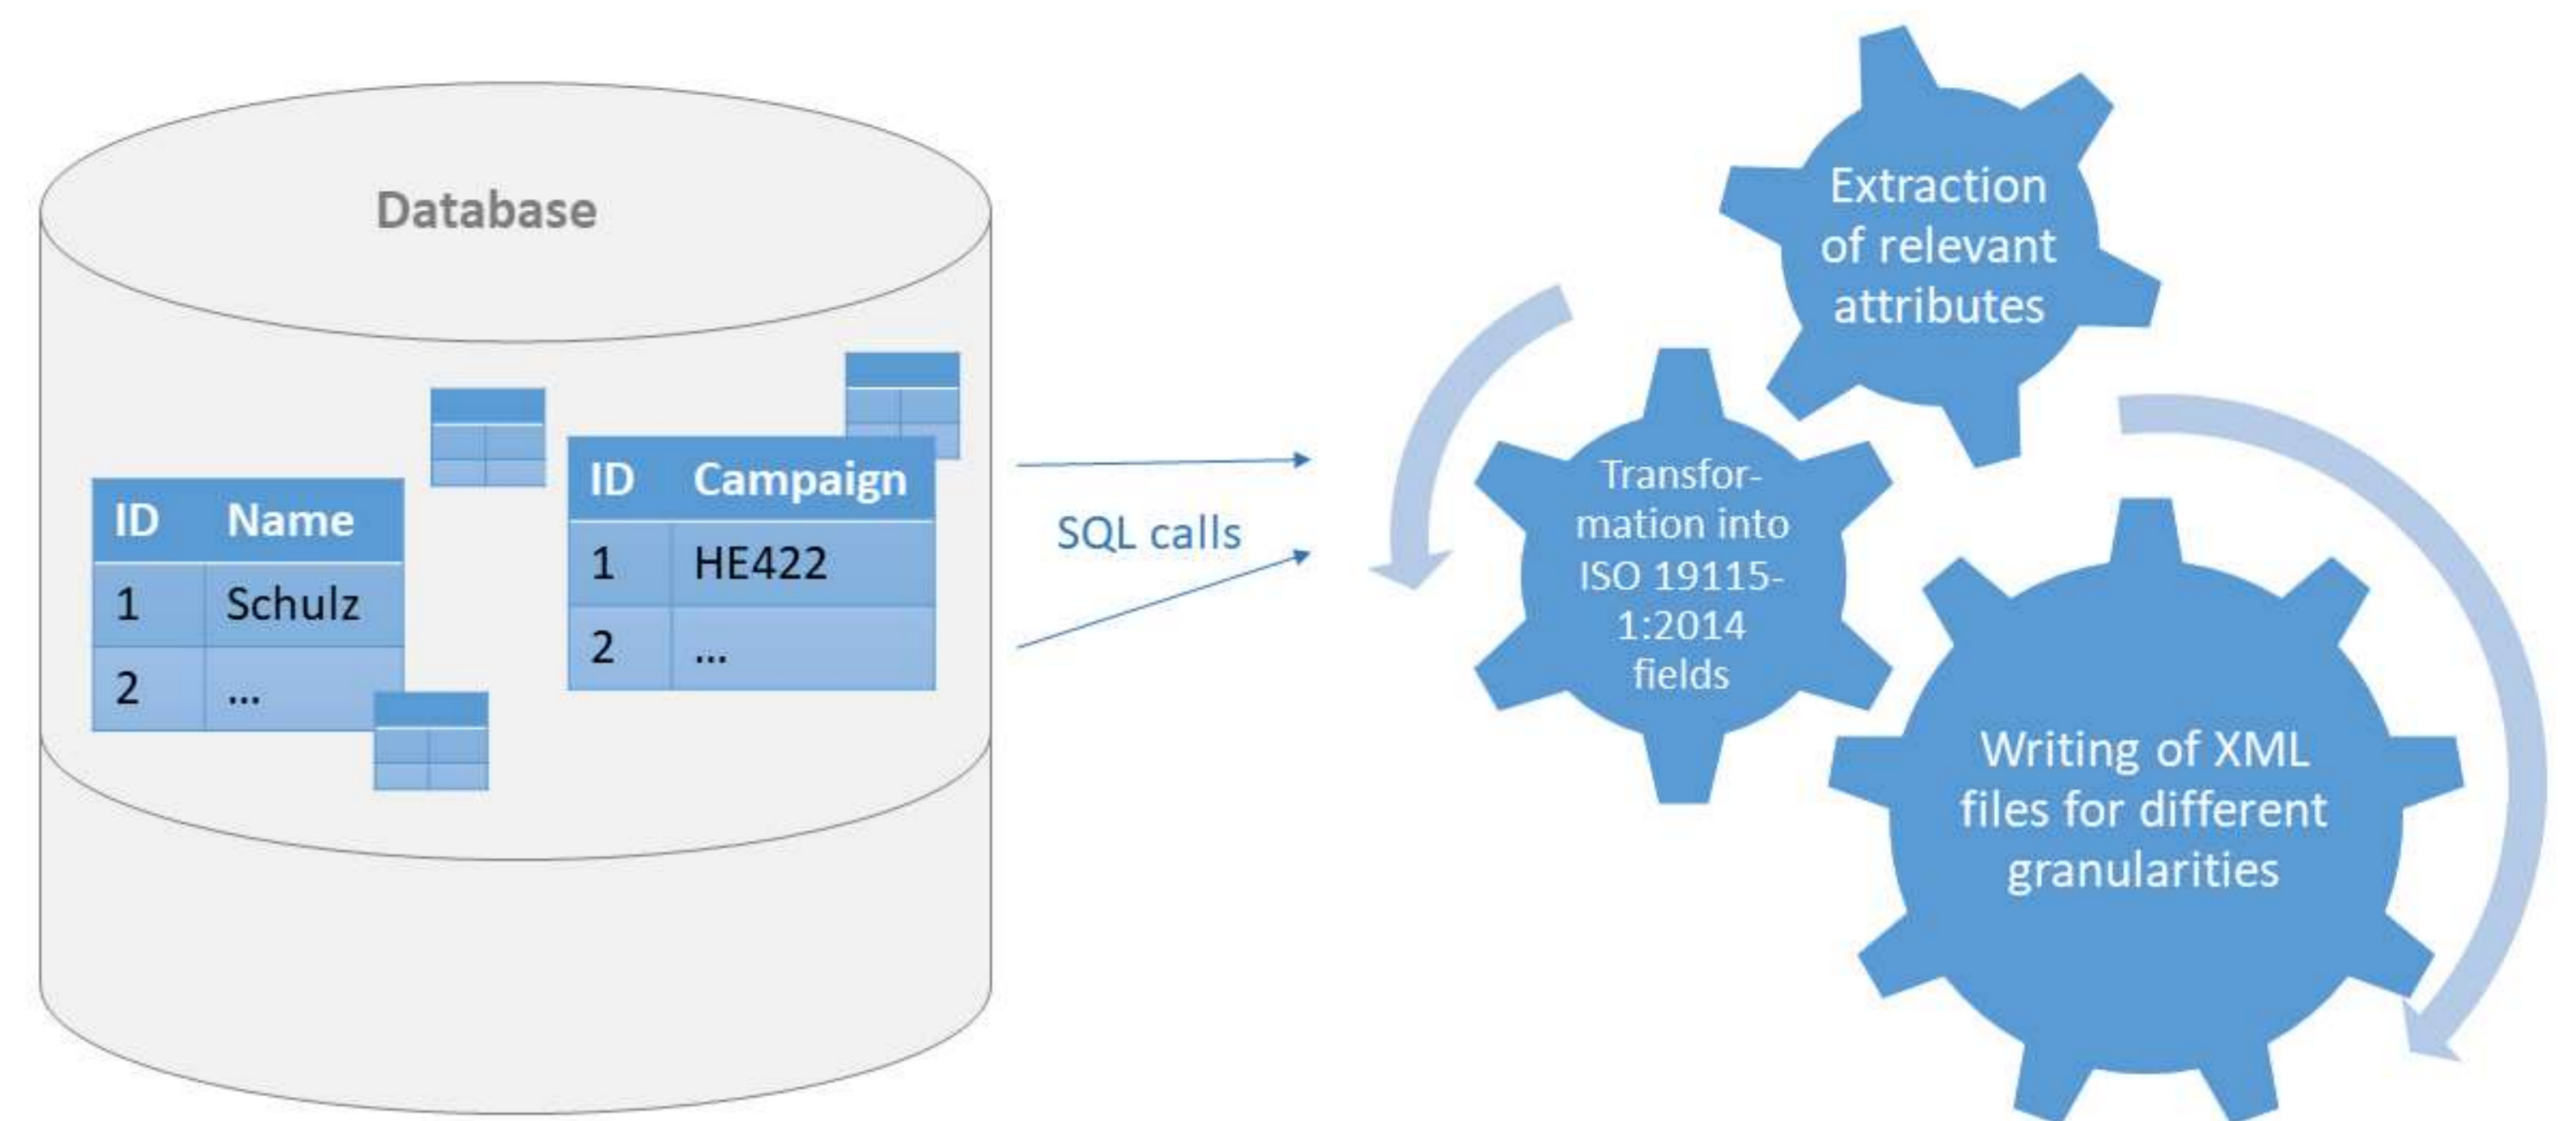 Database
ID Name
1 Schulz
2 ...
ID Campaign
1 HE422
2 ...
SQL calls
Extraction
of relevant
attributes
Transfor-
mation into
ISO 19115-
1:2014
fields
Writing of XML
files for different
granularities